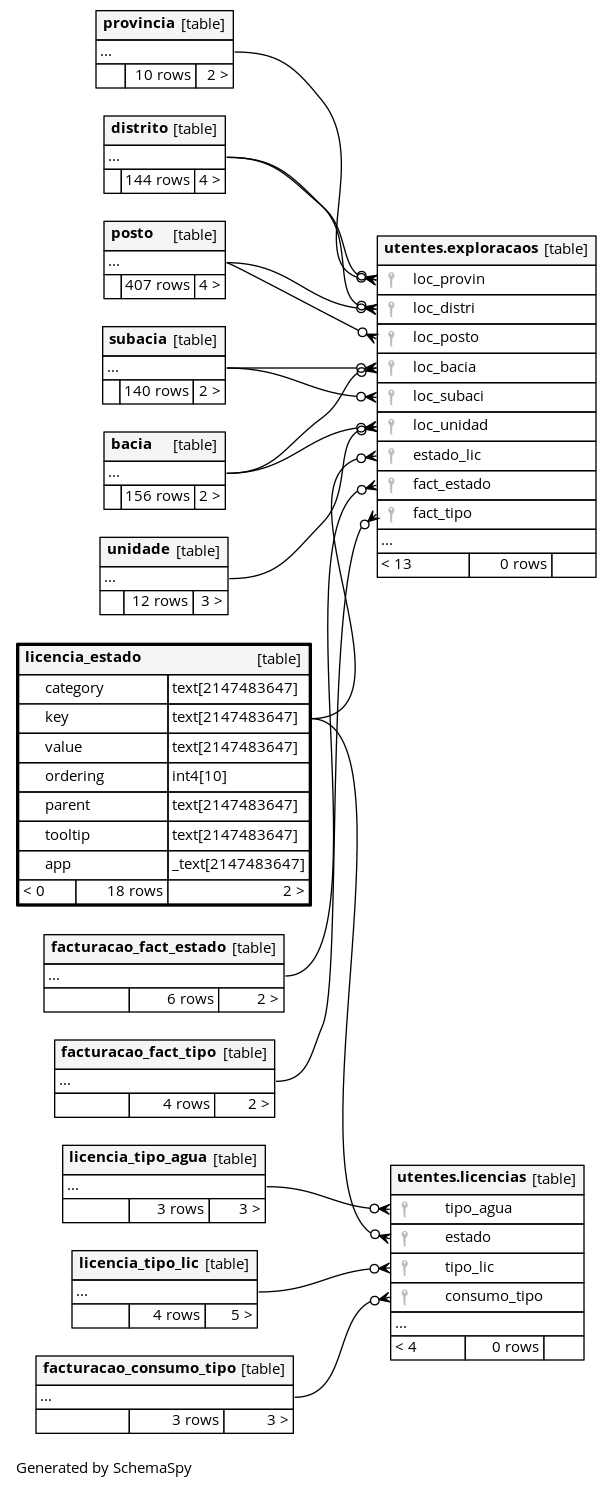 provincia [table]
...
10 rows 2 >
distrito [table]
...
144 rows 4 >
posto [table]
...
407 rows 4 >
subacia [table]
...
140 rows 2 >
bacia [table]
...
156 rows 2 >
unidade [table]
...
12 rows 3 >
licencia_estado [table]
category text[2147483647]
key text[2147483647]
value text[2147483647]
ordering int4[10]
parent text[2147483647]
tooltip text[2147483647]
app _text[2147483647]
< 0 18 rows 2 >
facturacao_fact_estado [table]
...
6 rows 2 >
facturacao_fact_tipo [table]
...
4 rows 2 >
licencia_tipo_agua [table]
...
3 rows 3 >
licencia_tipo_lic [table]
...
4 rows 5 >
facturacao_consumo_tipo [table]
...
3 rows 3 >
utentes.exploracaos [table]
loc_provin
loc_distri
loc_posto
loc_bacia
loc_subaci
loc_unidad
estado_lic
fact_estado
fact_tipo
...
< 13 0 rows
utentes.licencias [table]
tipo_agua
estado
tipo_lic
consumo_tipo
...
< 4 0 rows
Generated by SchemaSpy